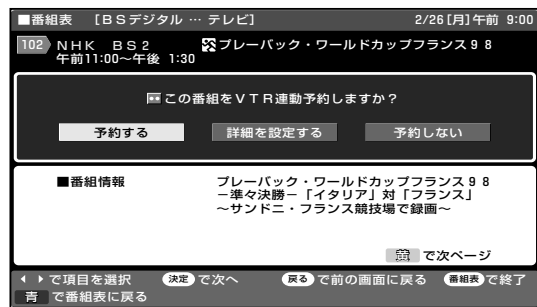 ■番組表 [BSデジタル … テレビ] 2/26[月]午前 9:00
102 NHK BS2 プレーバック・ワールドカップフランス98
午前11:00〜午後 1:30
この番組をVTR連動予約しますか？
予約する 詳細を設定する 予約しない
■番組情報 プレーバック・ワールドカップフランス98
−準々決勝−「イタリア」対「フランス」
〜サンドニ・フランス競技場で録画〜
黄 で次ページ
で項目を選択 決定 で次へ 戻る で前の画面に戻る 番組表 で終了
青 で番組表に戻る